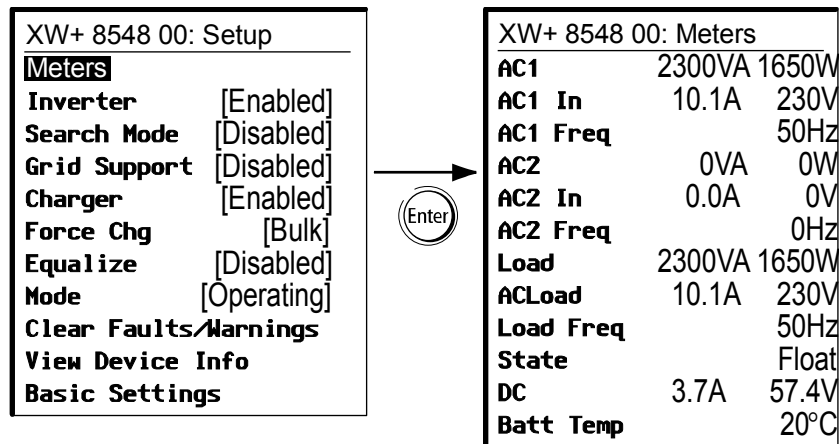 XW+ 8548 00: Setup
Meters
Inverter [Enabled]
Search Mode [Disabled]
Grid Support [Disabled]
Charger [Enabled]
Force Chg [Bulk]
Equalize [Disabled]
Mode [Operating]
Clear Faults/Warnings
View Device Info
Basic Settings
Enter
XW+ 8548 00: Meters
AC1 2300VA 1650W
AC1 In 10.1A 230V
AC1 Freq 50Hz
AC2 0VA 0W
AC2 In 0.0A 0V
AC2 Freq 0Hz
Load 2300VA 1650W
ACLoad 10.1A 230V
Load Freq 50Hz
State Float
DC 3.7A 57.4V
Batt Temp 20°C